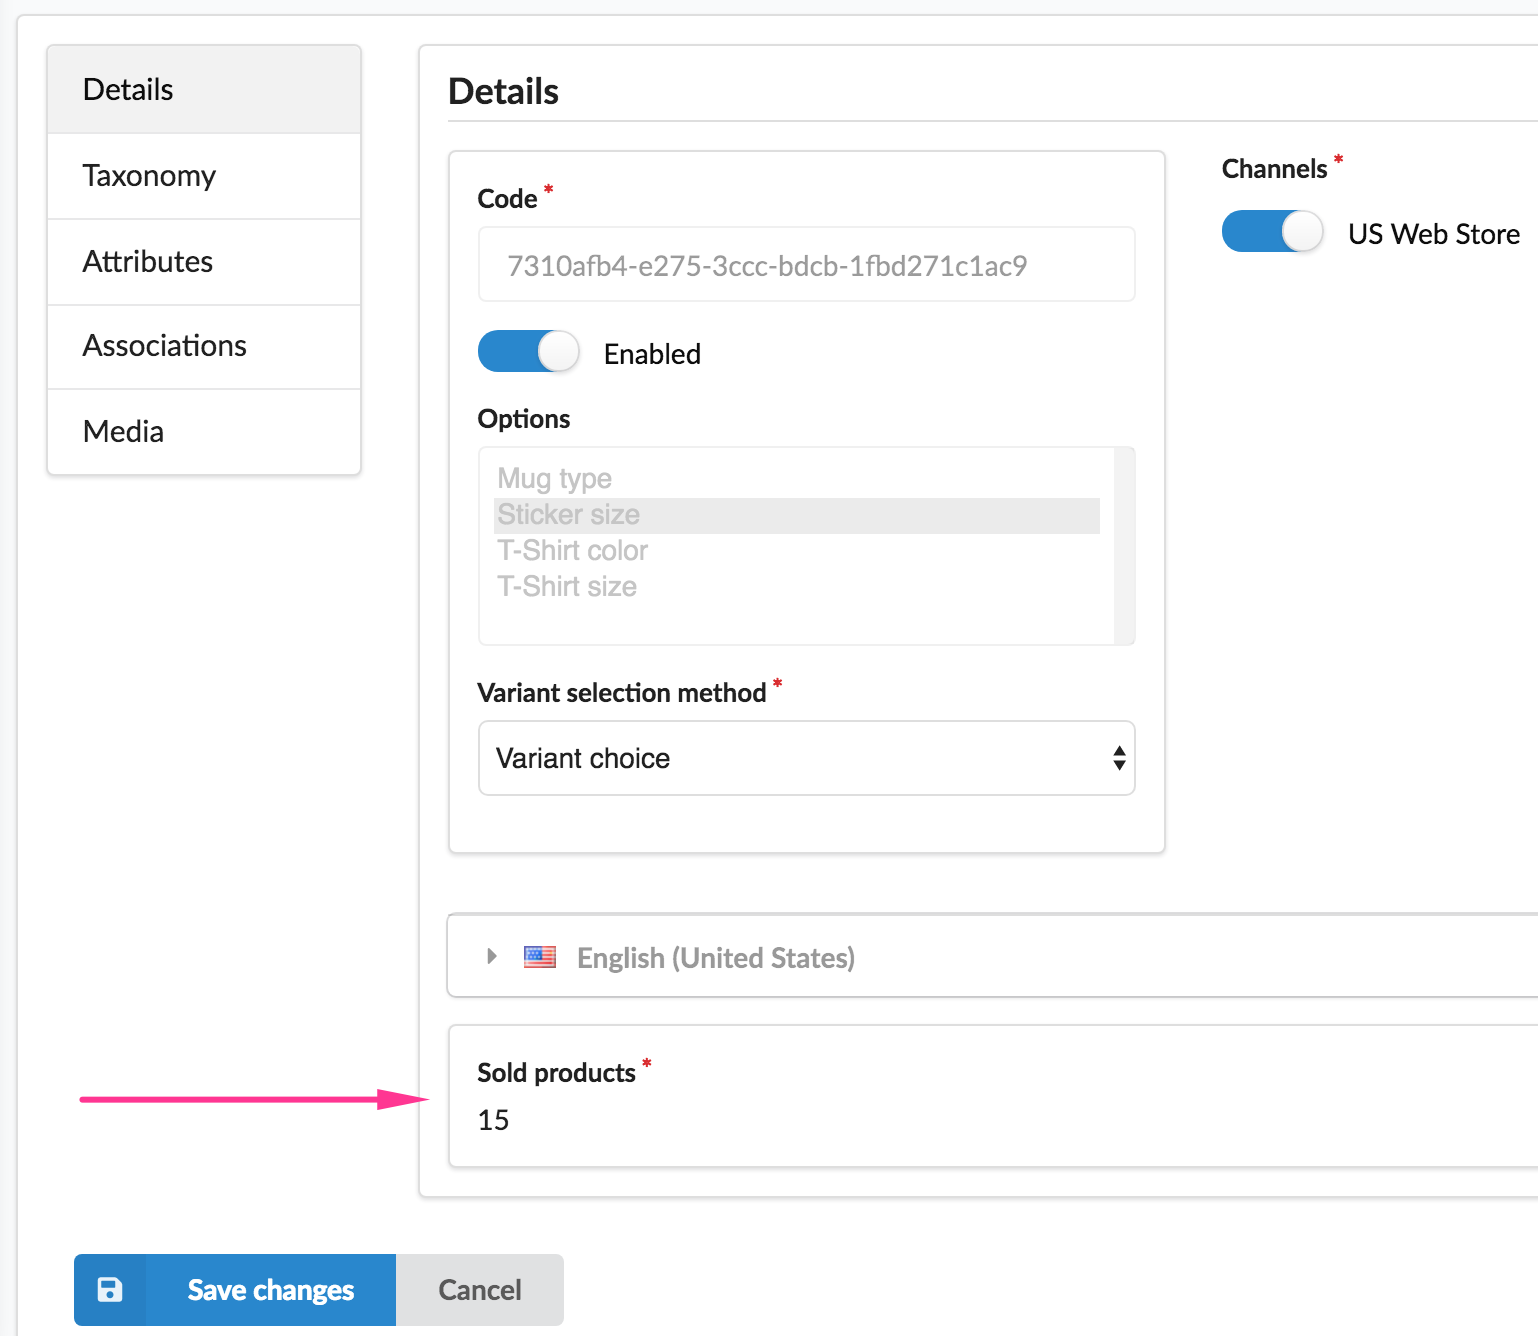 Details
Taxonomy
Attributes
Associations
Media
Details
Code *
7310afb4-e275-3ccc-bdcb-1fbd271c1ac9
Enabled
Options
Mug type
Sticker size
T-Shirt color
T-Shirt size
Variant selection method *
Variant choice
Channels *
US Web Store
English (United States)
Sold products *
15
Save changes
Cancel